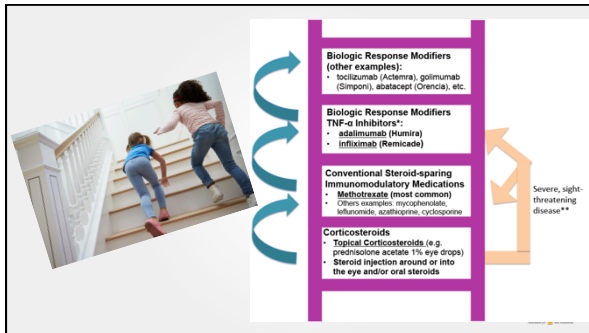 Biologic Response Modifiers
(other examples):
• tocilizumab (Actemra), golimumab
(Simponi), abatacept (Orencia), etc.
Biologic Response Modifiers
TNF-α Inhibitors*:
• adalimumab (Humira)
• infliximab (Remicade)
Conventional Steroid-sparing
Immunomodulatory Medications
• Methotrexate (most common)
• Others examples: mycophenolate,
leflunomide, azathioprine, cyclosporine
Corticosteroids
• Topical Corticosteroids (e.g.
prednisolone acetate 1% eye drops)
• Steroid injection around or into
the eye and/or oral steroids
Severe, sight-
threatening
disease**